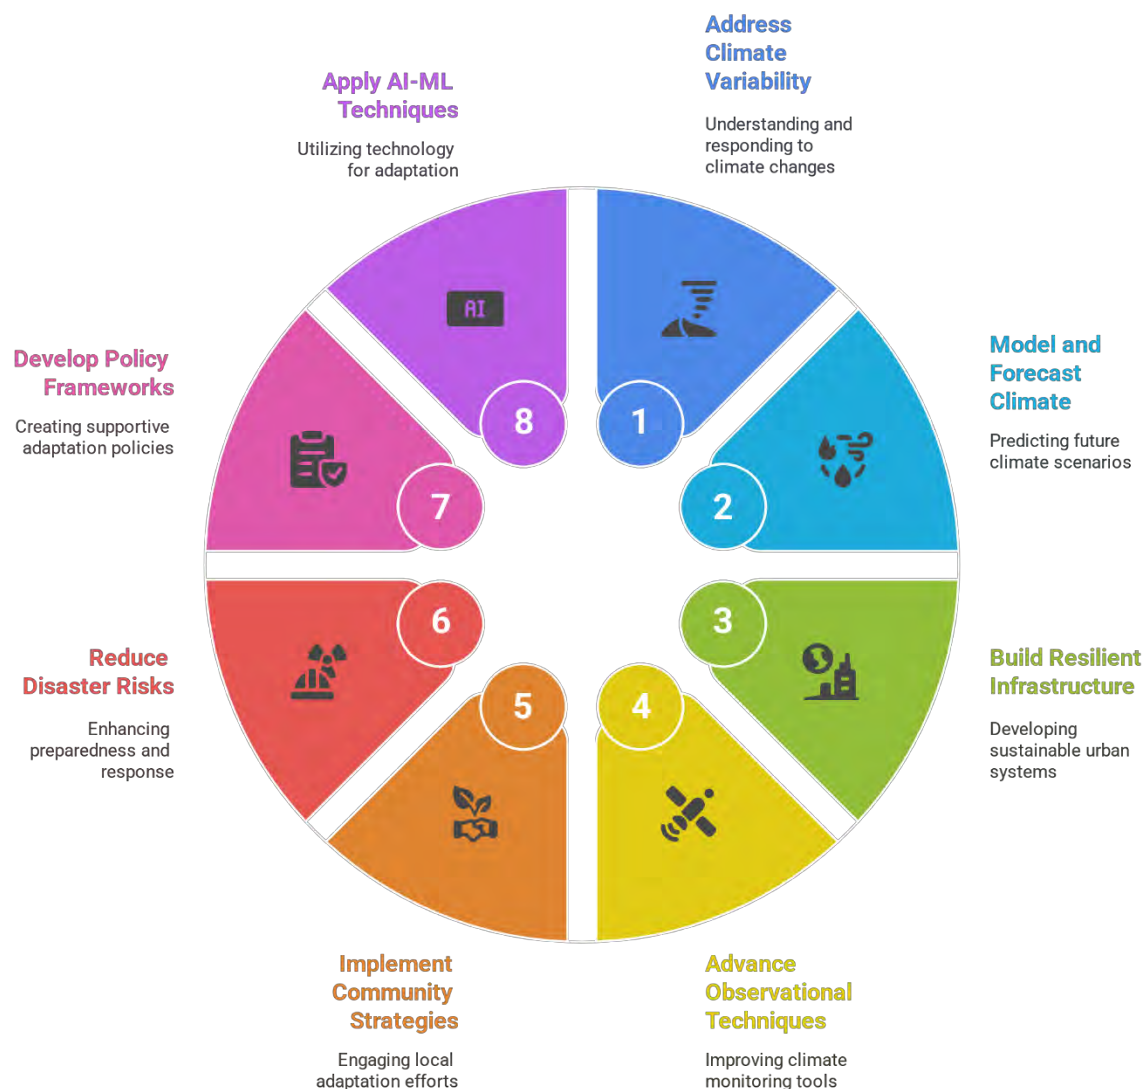 Address
Climate
Variability
Understanding and
responding to
climate changes
1
Model and
Forecast
Climate
Predicting future
climate scenarios
2
Build Resilient
Infrastructure
Developing
sustainable urban
systems
3
Advance
Observational
Techniques
Improving climate
monitoring tools
4
Implement
Community
Strategies
Engaging local
adaptation efforts
5
Reduce
Disaster Risks
Enhancing
preparedness and
response
6
Develop Policy
Frameworks
Creating supportive
adaptation policies
7
Apply AI-ML
Techniques
Utilizing technology
for adaptation
AI
8